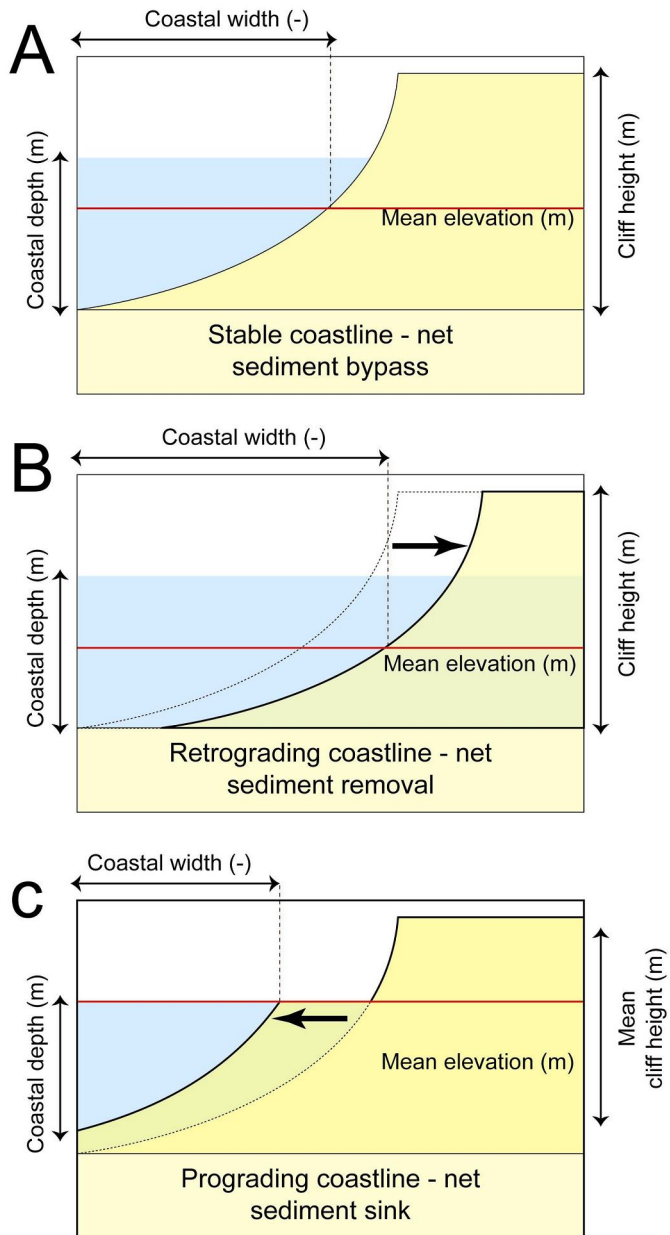 Coastal width (-)
A
Coastal depth (m)
Mean elevation (m)
Cliff height (m)
Stable coastline - net
sediment bypass
Coastal width (-)
B
Coastal depth (m)
Mean elevation (m)
Cliff height (m)
Retrograding coastline - net
sediment removal
Coastal width (-)
c
Coastal depth (m)
Mean elevation (m)
Mean
cliff height (m)
Prograding coastline - net
sediment sink